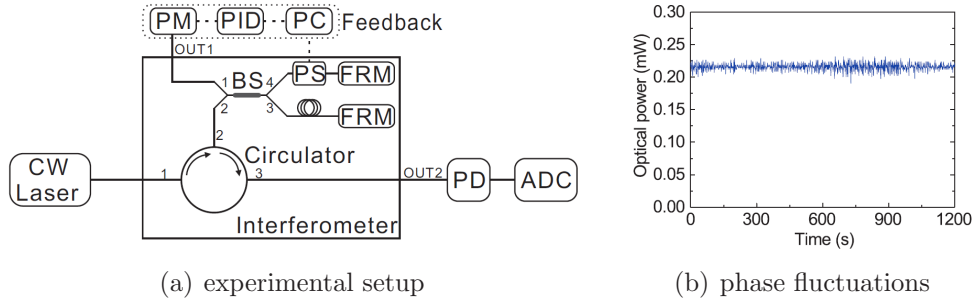 PM PID PC Feedback
OUT1
BS
1 4 PS FRM
2 3 FRM
2
Circulator
CW Laser
1 3 OUT2 PD ADC
Interferometer
(a) experimental setup
Optical power (mW)
0.30
0.25
0.20
0.15
0.10
0.05
0.00
0 300 600 900 1200
Time (s)
(b) phase fluctuations